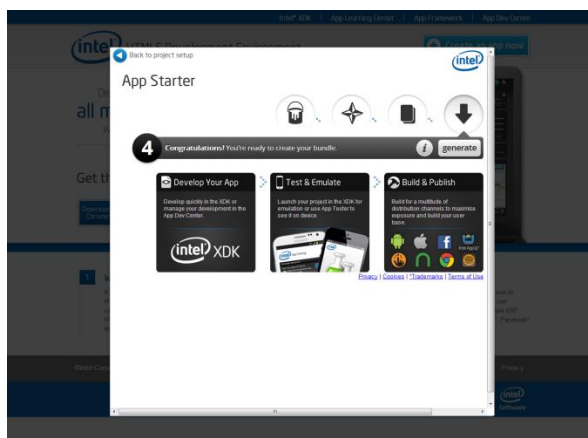 Intel® XDK | App Learning Center | App Framework | App Dev Center
intel
Back to project setup
intel
App Starter
4 Congratulations! You're ready to create your bundle. i generate
Develop Your App
Develop quickly in the XDK or
manage your development in the
App Dev Center.
intel XDK
Test & Emulate
Launch your project in the XDK for
emulation or use App Tester to
see it on device.
Build & Publish
Build for a multitude of
distribution channels to maximize
exposure and build your user
base.
Privacy | Cookies | *Trademarks | Terms of Use
all
Get th
1
Privacy
intel
Software